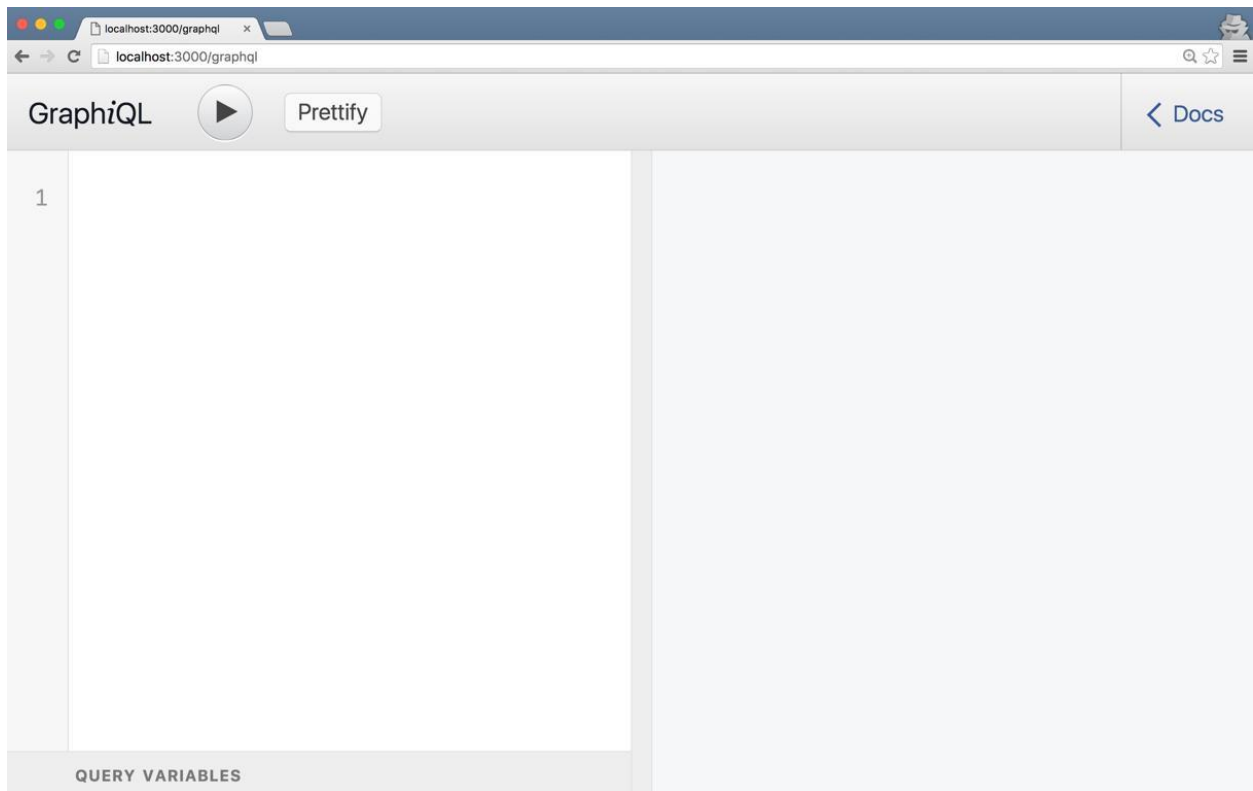 localhost:3000/graphql
localhost:3000/graphql
GraphiQL Prettify Docs
1
QUERY VARIABLES